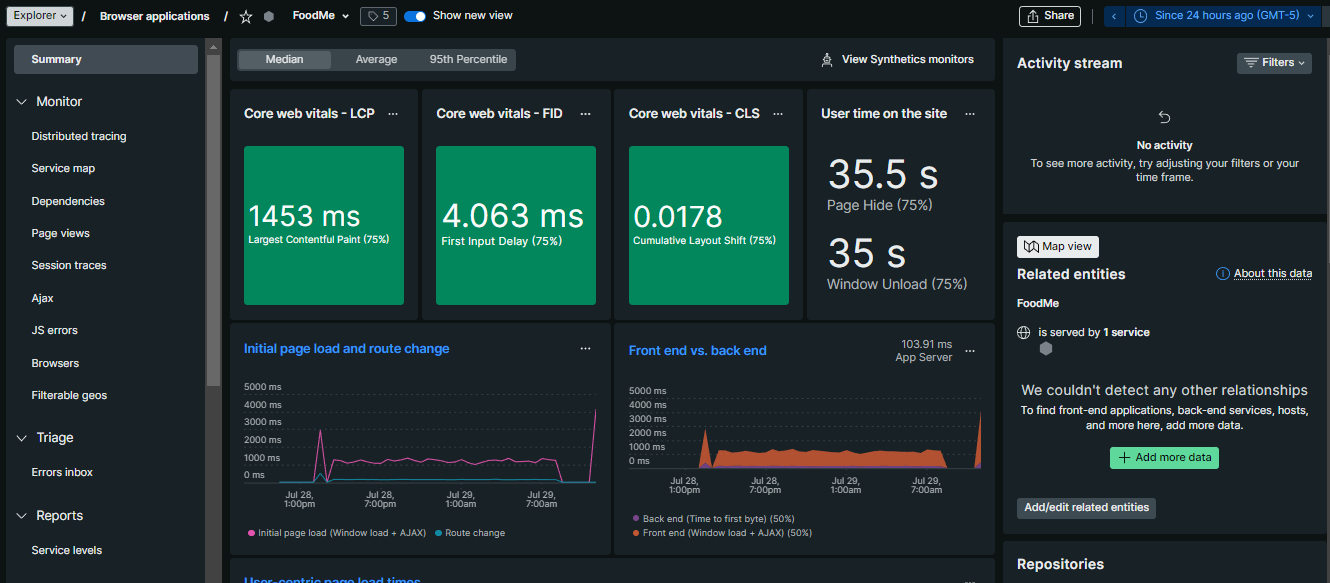 Explorer / Browser applications / FoodMe 5 Show new view Share Since 24 hours ago (GMT-5)
Summary
Monitor
Distributed tracing
Service map
Dependencies
Page views
Session traces
Ajax
JS errors
Browsers
Filterable geos
Triage
Errors inbox
Reports
Service levels
Median Average 95th Percentile View Synthetics monitors
Core web vitals - LCP ...
1453 ms
Largest Contentful Paint (75%)
Core web vitals - FID ...
4.063 ms
First Input Delay (75%)
Core web vitals - CLS ...
0.0178
Cumulative Layout Shift (75%)
User time on the site ...
35.5 s
Page Hide (75%)
35 s
Window Unload (75%)
Initial page load and route change ...
5000 ms
4000 ms
3000 ms
2000 ms
1000 ms
0 ms
Jul 28, Jul 28, Jul 29, Jul 29,
1:00pm 7:00pm 1:00am 7:00am
Initial page load (Window load + AJAX) Route change
Front end vs. back end
103.91 ms ...
App Server
5000 ms
4000 ms
3000 ms
2000 ms
1000 ms
0 ms
Jul 28, Jul 28, Jul 29, Jul 29,
1:00pm 7:00pm 1:00am 7:00am
Back end (Time to first byte) (50%)
Front end (Window load + AJAX) (50%)
User-centric page load times ...
Activity stream Filters
No activity
To see more activity, try adjusting your filters or your
time frame.
Map view
Related entities About this data
FoodMe
is served by 1 service
We couldn't detect any other relationships
To find front-end applications, back-end services, hosts,
and more here, add more data.
+ Add more data
Add/edit related entities
Repositories